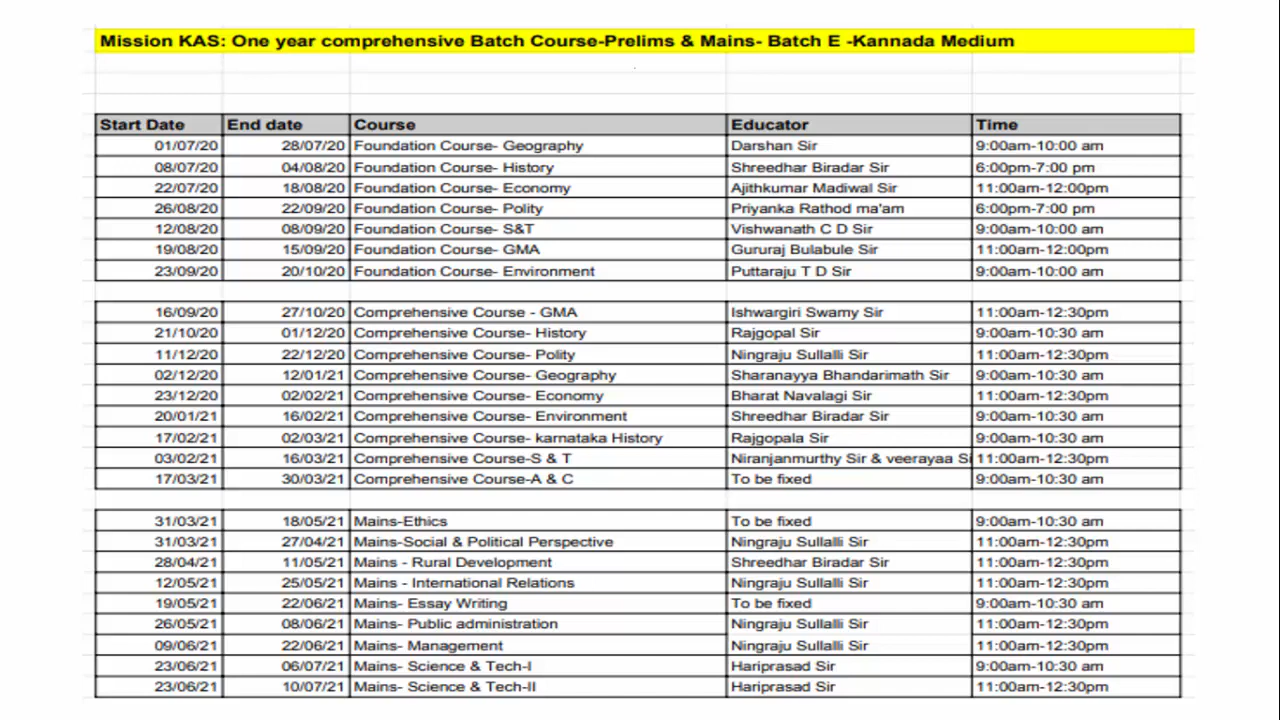 Mission KAS: One year comprehensive Batch Course-Prelims & Mains- Batch E -Kannada Medium
Start Date End date Course Educator Time
01/07/20 28/07/20 Foundation Course- Geography Darshan Sir 9:00am-10:00 am
08/07/20 04/08/20 Foundation Course- History Shreedhar Biradar Sir 6:00pm-7:00 pm
22/07/20 18/08/20 Foundation Course- Economy Ajithkumar Madiwal Sir 11:00am-12:00pm
26/08/20 22/09/20 Foundation Course- Polity Priyanka Rathod ma'am 6:00pm-7:00 pm
12/08/20 08/09/20 Foundation Course- S&T Vishwanath C D Sir 9:00am-10:00 am
19/08/20 15/09/20 Foundation Course- GMA Gururaj Bulabule Sir 11:00am-12:00pm
23/09/20 20/10/20 Foundation Course- Environment Puttaraju T D Sir 9:00am-10:00 am
16/09/20 27/10/20 Comprehensive Course - GMA Ishwargiri Swamy Sir 11:00am-12:30pm
21/10/20 01/12/20 Comprehensive Course- History Rajgopal Sir 9:00am-10:30 am
11/12/20 22/12/20 Comprehensive Course- Polity Ningraju Sullalli Sir 11:00am-12:30pm
02/12/20 12/01/21 Comprehensive Course- Geography Sharanayya Bhandarimath Sir 9:00am-10:30 am
23/12/20 02/02/21 Comprehensive Course- Economy Bharat Navalagi Sir 11:00am-12:30pm
20/01/21 16/02/21 Comprehensive Course- Environment Shreedhar Biradar Sir 9:00am-10:30 am
17/02/21 02/03/21 Comprehensive Course- karnataka History Rajgopala Sir 9:00am-10:30 am
03/02/21 16/03/21 Comprehensive Course-S & T Niranjanmurthy Sir & veerayaa Si 11:00am-12:30pm
17/03/21 30/03/21 Comprehensive Course-A & C To be fixed 9:00am-10:30 am
31/03/21 18/05/21 Mains-Ethics To be fixed 9:00am-10:30 am
31/03/21 27/04/21 Mains-Social & Political Perspective Ningraju Sullalli Sir 11:00am-12:30pm
28/04/21 11/05/21 Mains - Rural Development Shreedhar Biradar Sir 11:00am-12:30pm
12/05/21 25/05/21 Mains - International Relations Ningraju Sullalli Sir 11:00am-12:30pm
19/05/21 22/06/21 Mains- Essay Writing To be fixed 9:00am-10:30 am
26/05/21 08/06/21 Mains- Public administration Ningraju Sullalli Sir 11:00am-12:30pm
09/06/21 22/06/21 Mains- Management Ningraju Sullalli Sir 11:00am-12:30pm
23/06/21 06/07/21 Mains- Science & Tech-I Hariprasad Sir 9:00am-10:30 am
23/06/21 10/07/21 Mains- Science & Tech-II Hariprasad Sir 11:00am-12:30pm